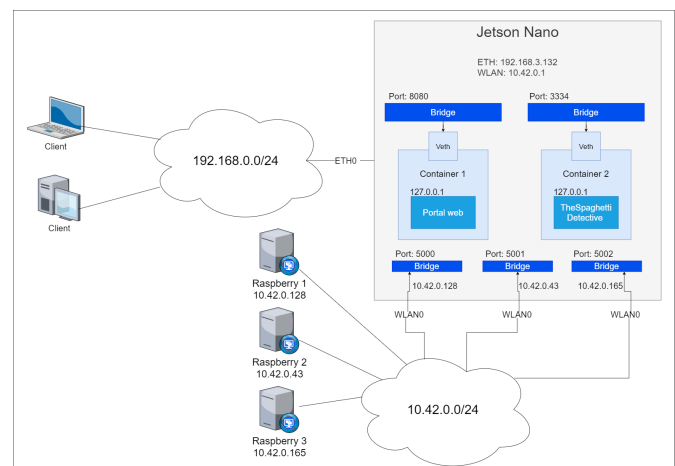 Jetson Nano
ETH: 192.168.3.132
WLAN: 10.42.0.1
Port: 8080
Port: 3334
Bridge
Bridge
Veth
Veth
Client
192.168.0.0/24
ETH0
Container 1
Container 2
127.0.0.1
127.0.0.1
Portal web
TheSpaghetti
Detective
Client
Port: 5000
Port: 5001
Port: 5002
Bridge
Bridge
Bridge
10.42.0.128
10.42.0.43
10.42.0.165
Raspberry 1
10.42.0.128
WLAN0
WLAN0
WLAN0
Raspberry 2
10.42.0.43
10.42.0.0/24
Raspberry 3
10.42.0.165